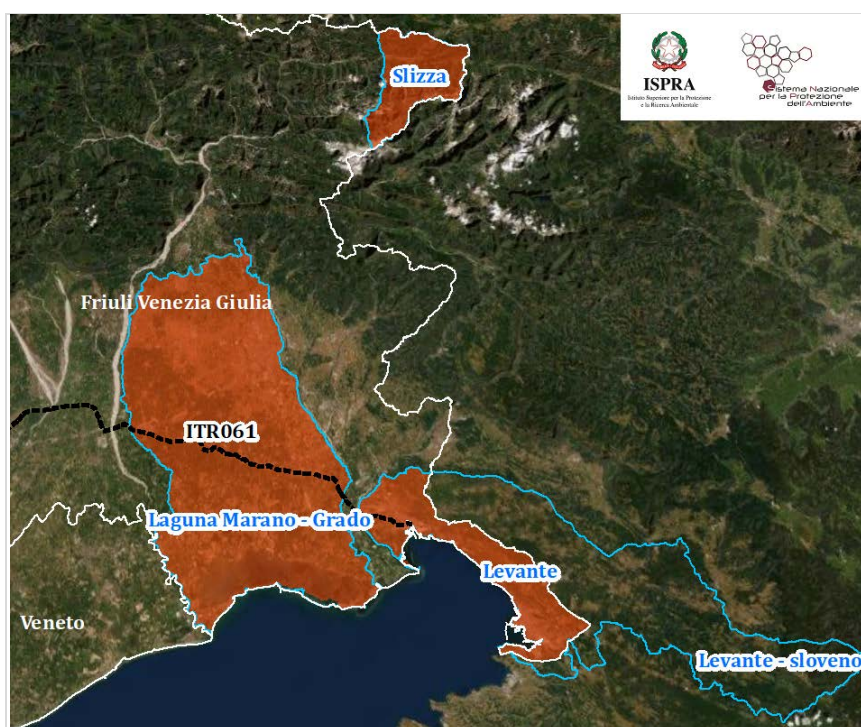 Slizza
ISPRA
Istituto Superiore per la Protezione
e la Ricerca Ambientale
Sistema Nazionale
per la Protezione
dell'Ambiente
Friuli Venezia Giulia
ITR061
Laguna Marano - Grado
Levante
Veneto
Levante - sloveno